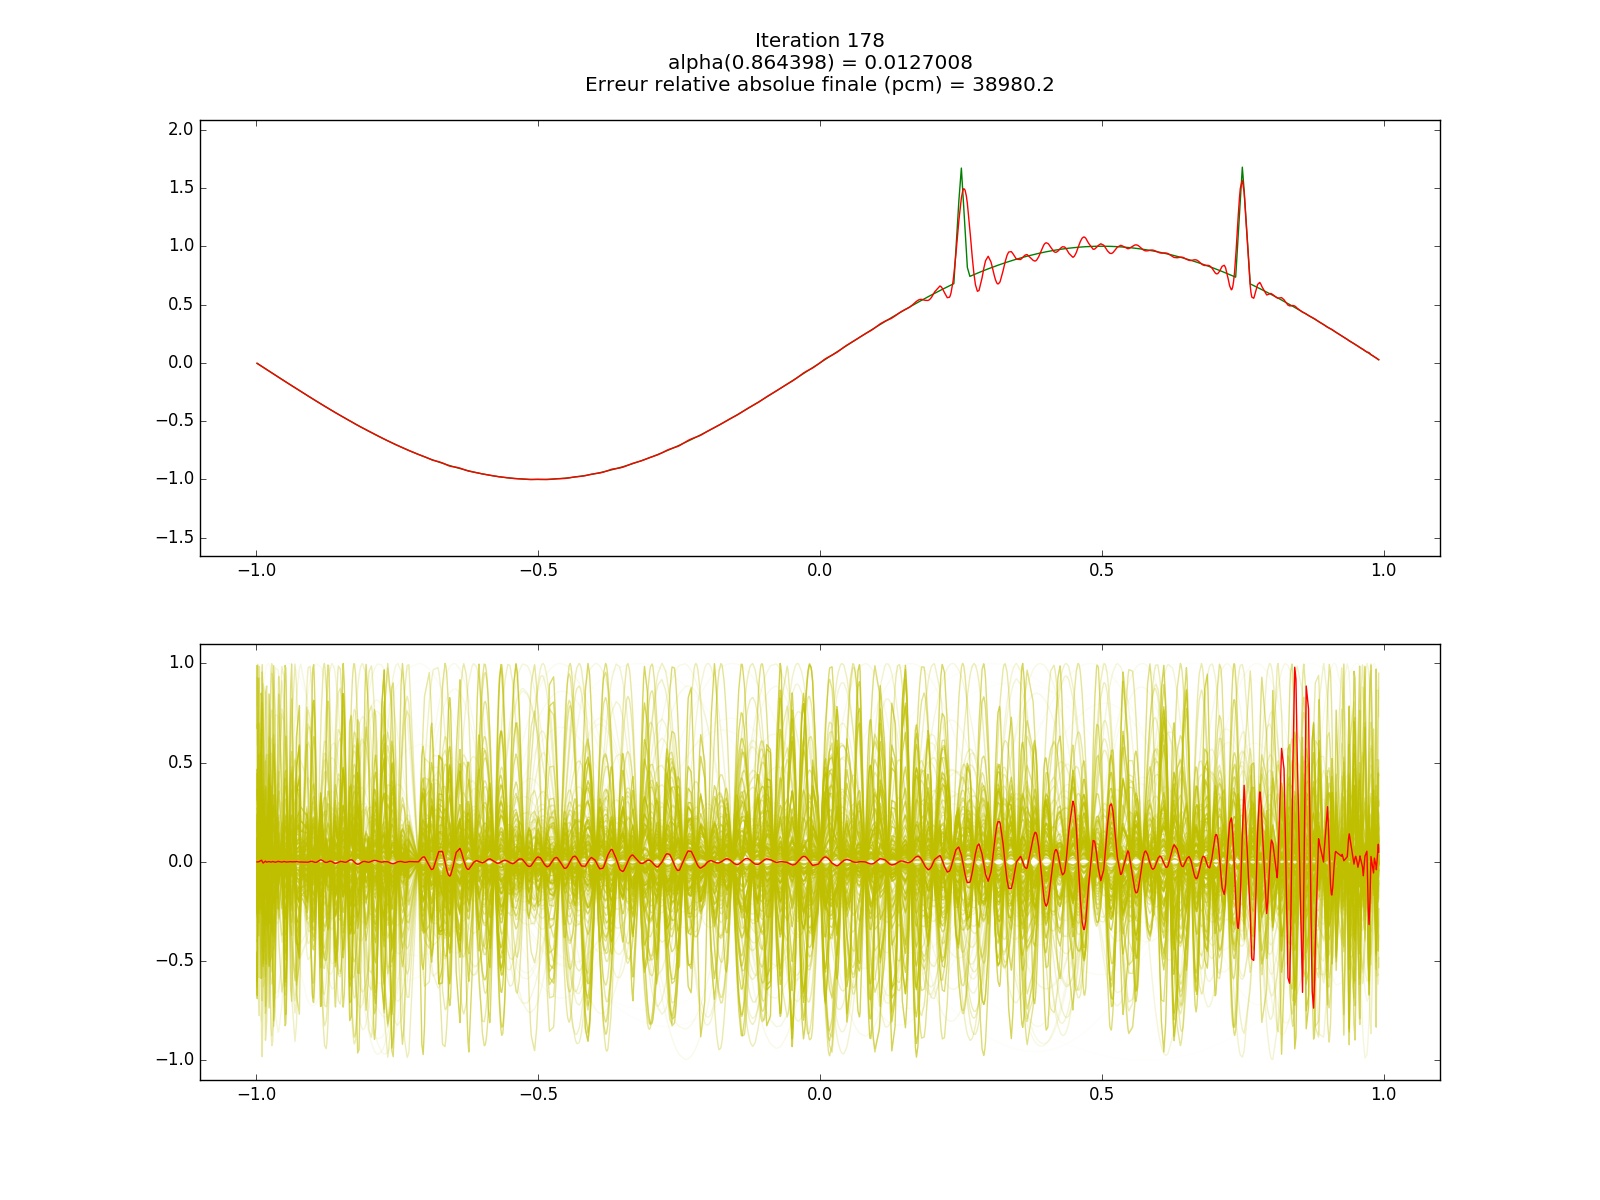 Iteration 178
alpha(0.864398) = 0.0127008
Erreur relative absolue finale (pcm) = 38980.2
2.0
1.5
1.0
0.5
0.0
−0.5
−1.0
−1.5
−1.0 −0.5 0.0 0.5 1.0
1.0
0.5
0.0
−0.5
−1.0
−1.0 −0.5 0.0 0.5 1.0